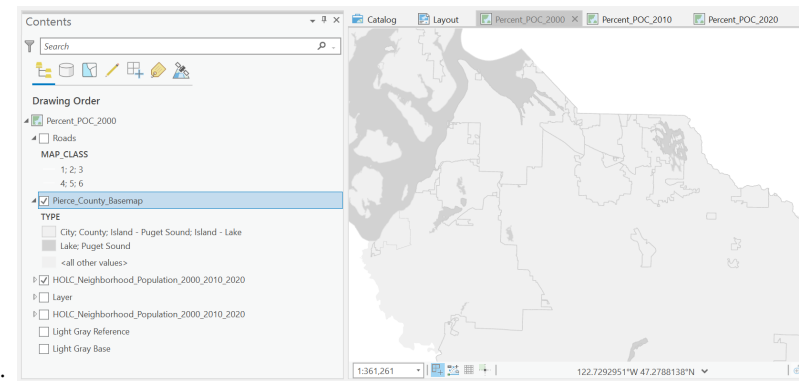 Contents
Search
Drawing Order
Percent_POC_2000
Roads
MAP_CLASS
1; 2; 3
4; 5; 6
Pierce_County_Basemap
TYPE
City; County; Island - Puget Sound; Island - Lake
Lake; Puget Sound
<all other values>
HOLC_Neighborhood_Population_2000_2010_2020
Layer
HOLC_Neighborhood_Population_2000_2010_2020
Light Gray Reference
Light Gray Base
Catalog Layout Percent_POC_2000 Percent_POC_2010 Percent_POC_2020
1:361,261 122.7292951°W 47.2788138°N